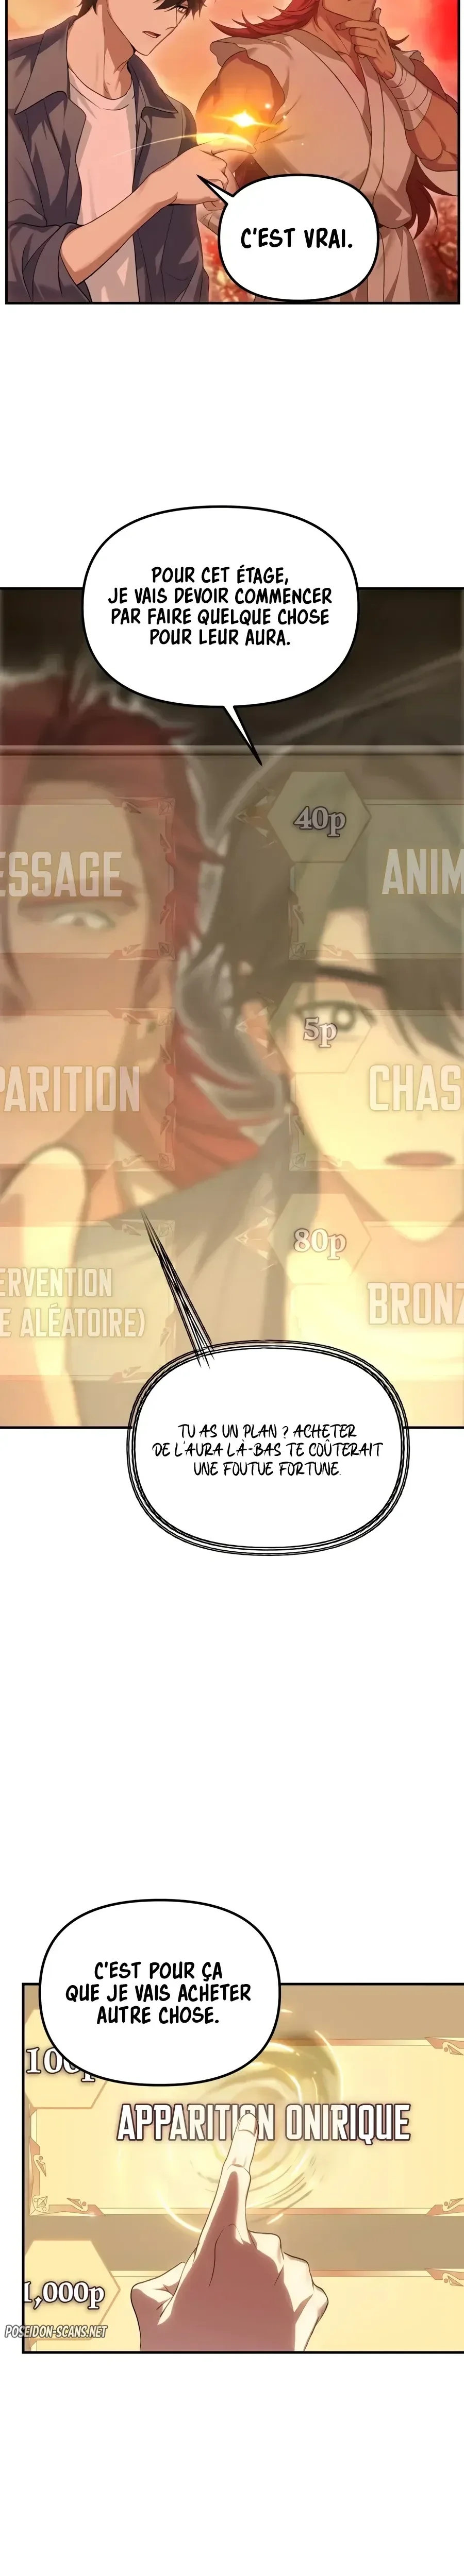 C'EST VRAI.
POUR CET ÉTAGE,
JE VAIS DEVOIR COMMENCER
PAR FAIRE QUELQUE CHOSE
POUR LEUR AURA.
40P
ESSAGE
ANIM
5P
PARITION
CHAS
80P
ERVENTION
BRONZ
E ALÉATOIRE)
TU AS UN PLAN ? ACHETER
DE L'AURA LÀ-BAS TE COÛTERAIT
UNE FOUTUE FORTUNE.
C'EST POUR ÇA
QUE JE VAIS ACHETER
AUTRE CHOSE.
100p
APPARITION ONIRIQUE
1,000p
POSEIDON-SCANS.NET